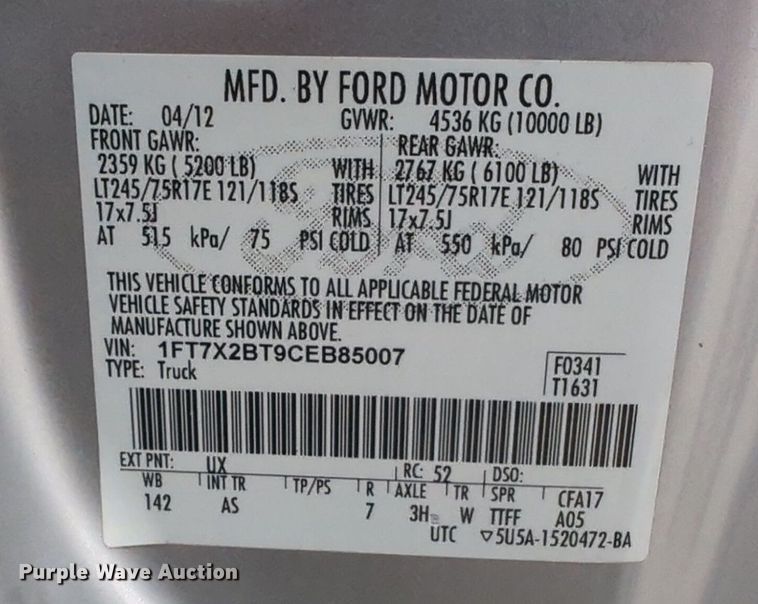 MFD. BY FORD MOTOR CO.
DATE: 04/12 GVWR: 4536 KG (10000 LB)
FRONT GAWR: REAR GAWR:
2359 KG ( 5200 LB) WITH 2767 KG ( 6100 LB) WITH
LT245/75R17E 121/118S TIRES LT245/75R17E 121/118S TIRES
17x7.5J RIMS 17x7.5J RIMS
AT 515 kPa/ 75 PSI COLD AT 550 kPa/ 80 PSI COLD
THIS VEHICLE CONFORMS TO ALL APPLICABLE FEDERAL MOTOR
VEHICLE SAFETY STANDARDS IN EFFECT ON THE DATE OF
MANUFACTURE SHOWN ABOVE.
VIN: 1FT7X2BT9CEB85007 F0341
TYPE: Truck T1631
EXT PNT: UX RC: 52 DSO:
WB INT TR TP/PS R AXLE TR SPR CFA17
142 AS 7 3H W TTFF A05
UTC ▽5U5A-1520472-BA
Purple Wave Auction